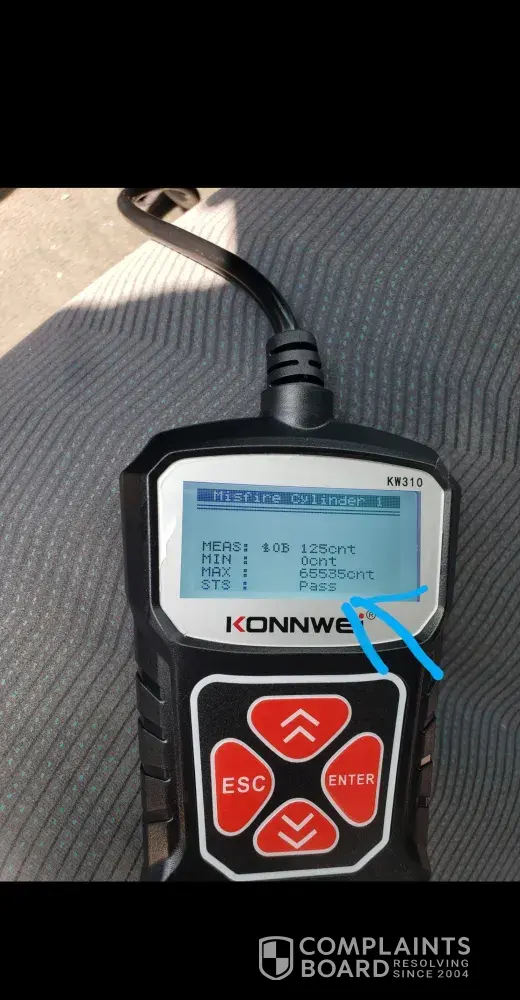 KW310
Misfire Cylinder 1
MEAS: $0B 125cnt
MIN : 0cnt
MAX : 65535cnt
STS : Pass
KONNWEI®
ESC
ENTER
COMPLAINTS
BOARD RESOLVING
SINCE 2004